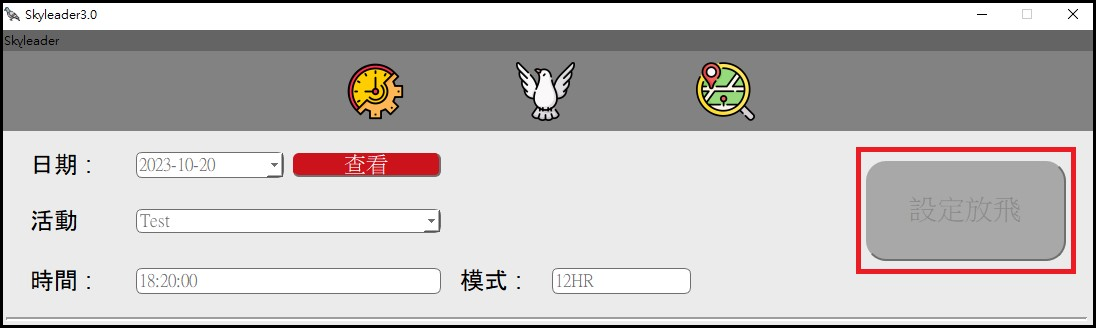 Skyleader3.0
Skyleader
日期： 2023-10-20 查看
設定放飛
活動 Test
時間： 18:20:00 模式： 12HR